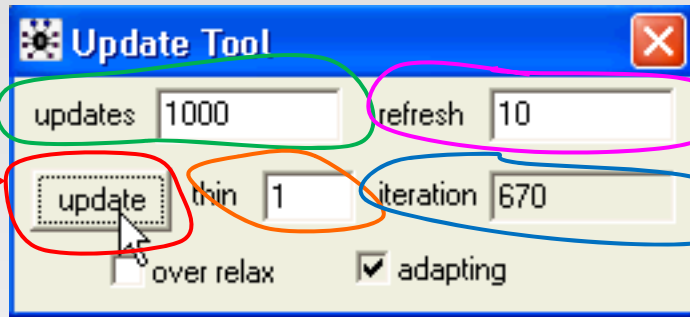 Update Tool
updates 1000 refresh 10
update thin 1 iteration 670
over relax adapting